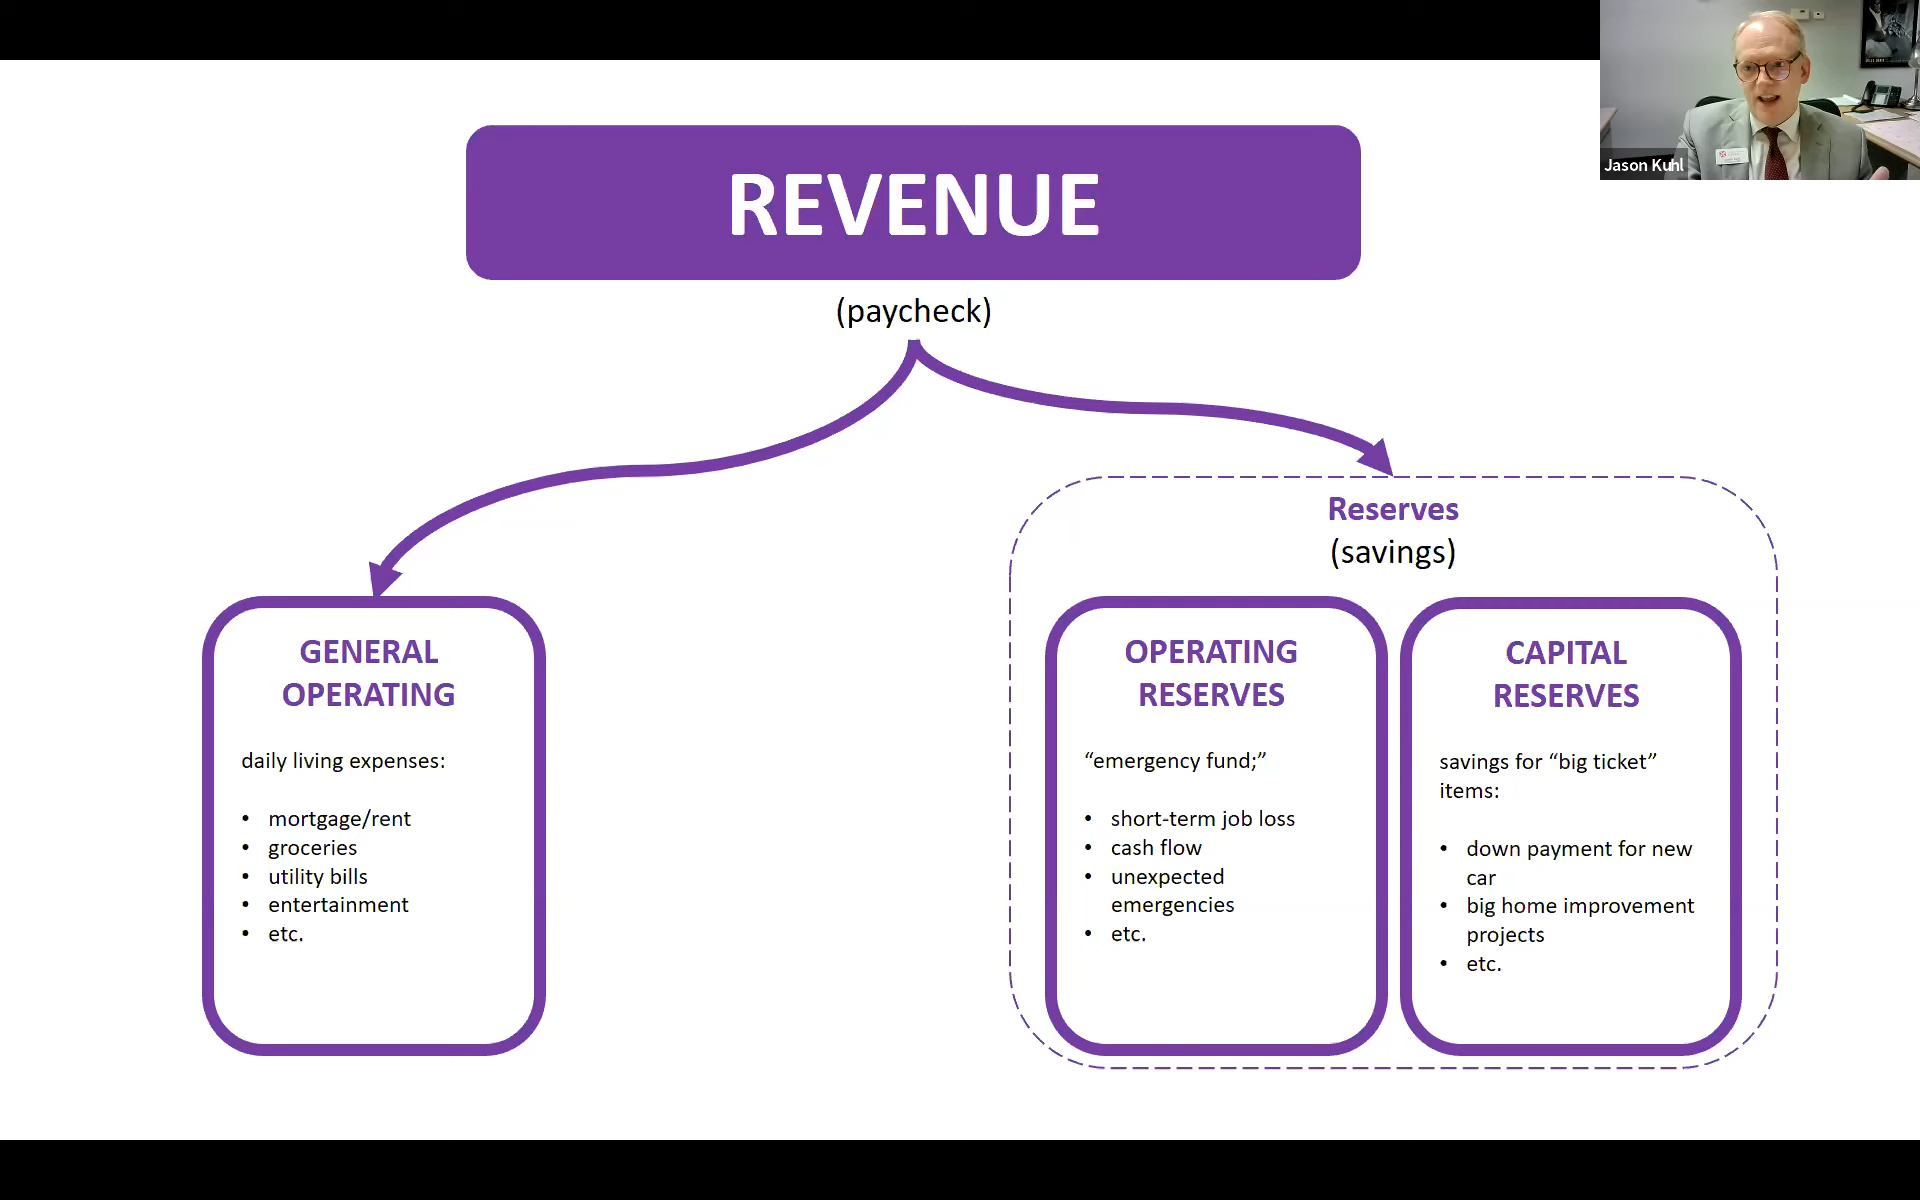 REVENUE
(paycheck)
Jason Kuhl
Reserves
(savings)
GENERAL
OPERATING
daily living expenses:
• mortgage/rent
• groceries
• utility bills
• entertainment
• etc.
OPERATING
RESERVES
“emergency fund;”
• short-term job loss
• cash flow
• unexpected
emergencies
• etc.
CAPITAL
RESERVES
savings for “big ticket”
items:
• down payment for new
car
• big home improvement
projects
• etc.